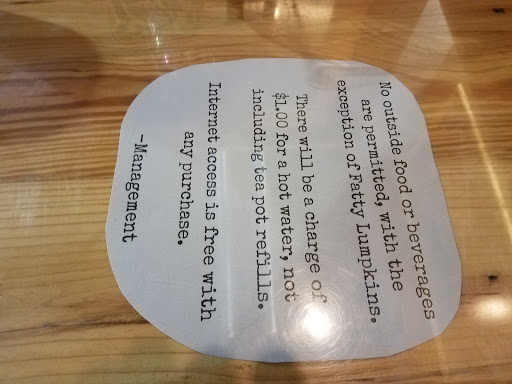 No outside food or beverages
are permitted, with the
exception of Fatty Lumpkins.
There will be a charge of
$1.00 for a hot water, not
including tea pot refills.
Internet access is free with
any purchase.
-Management